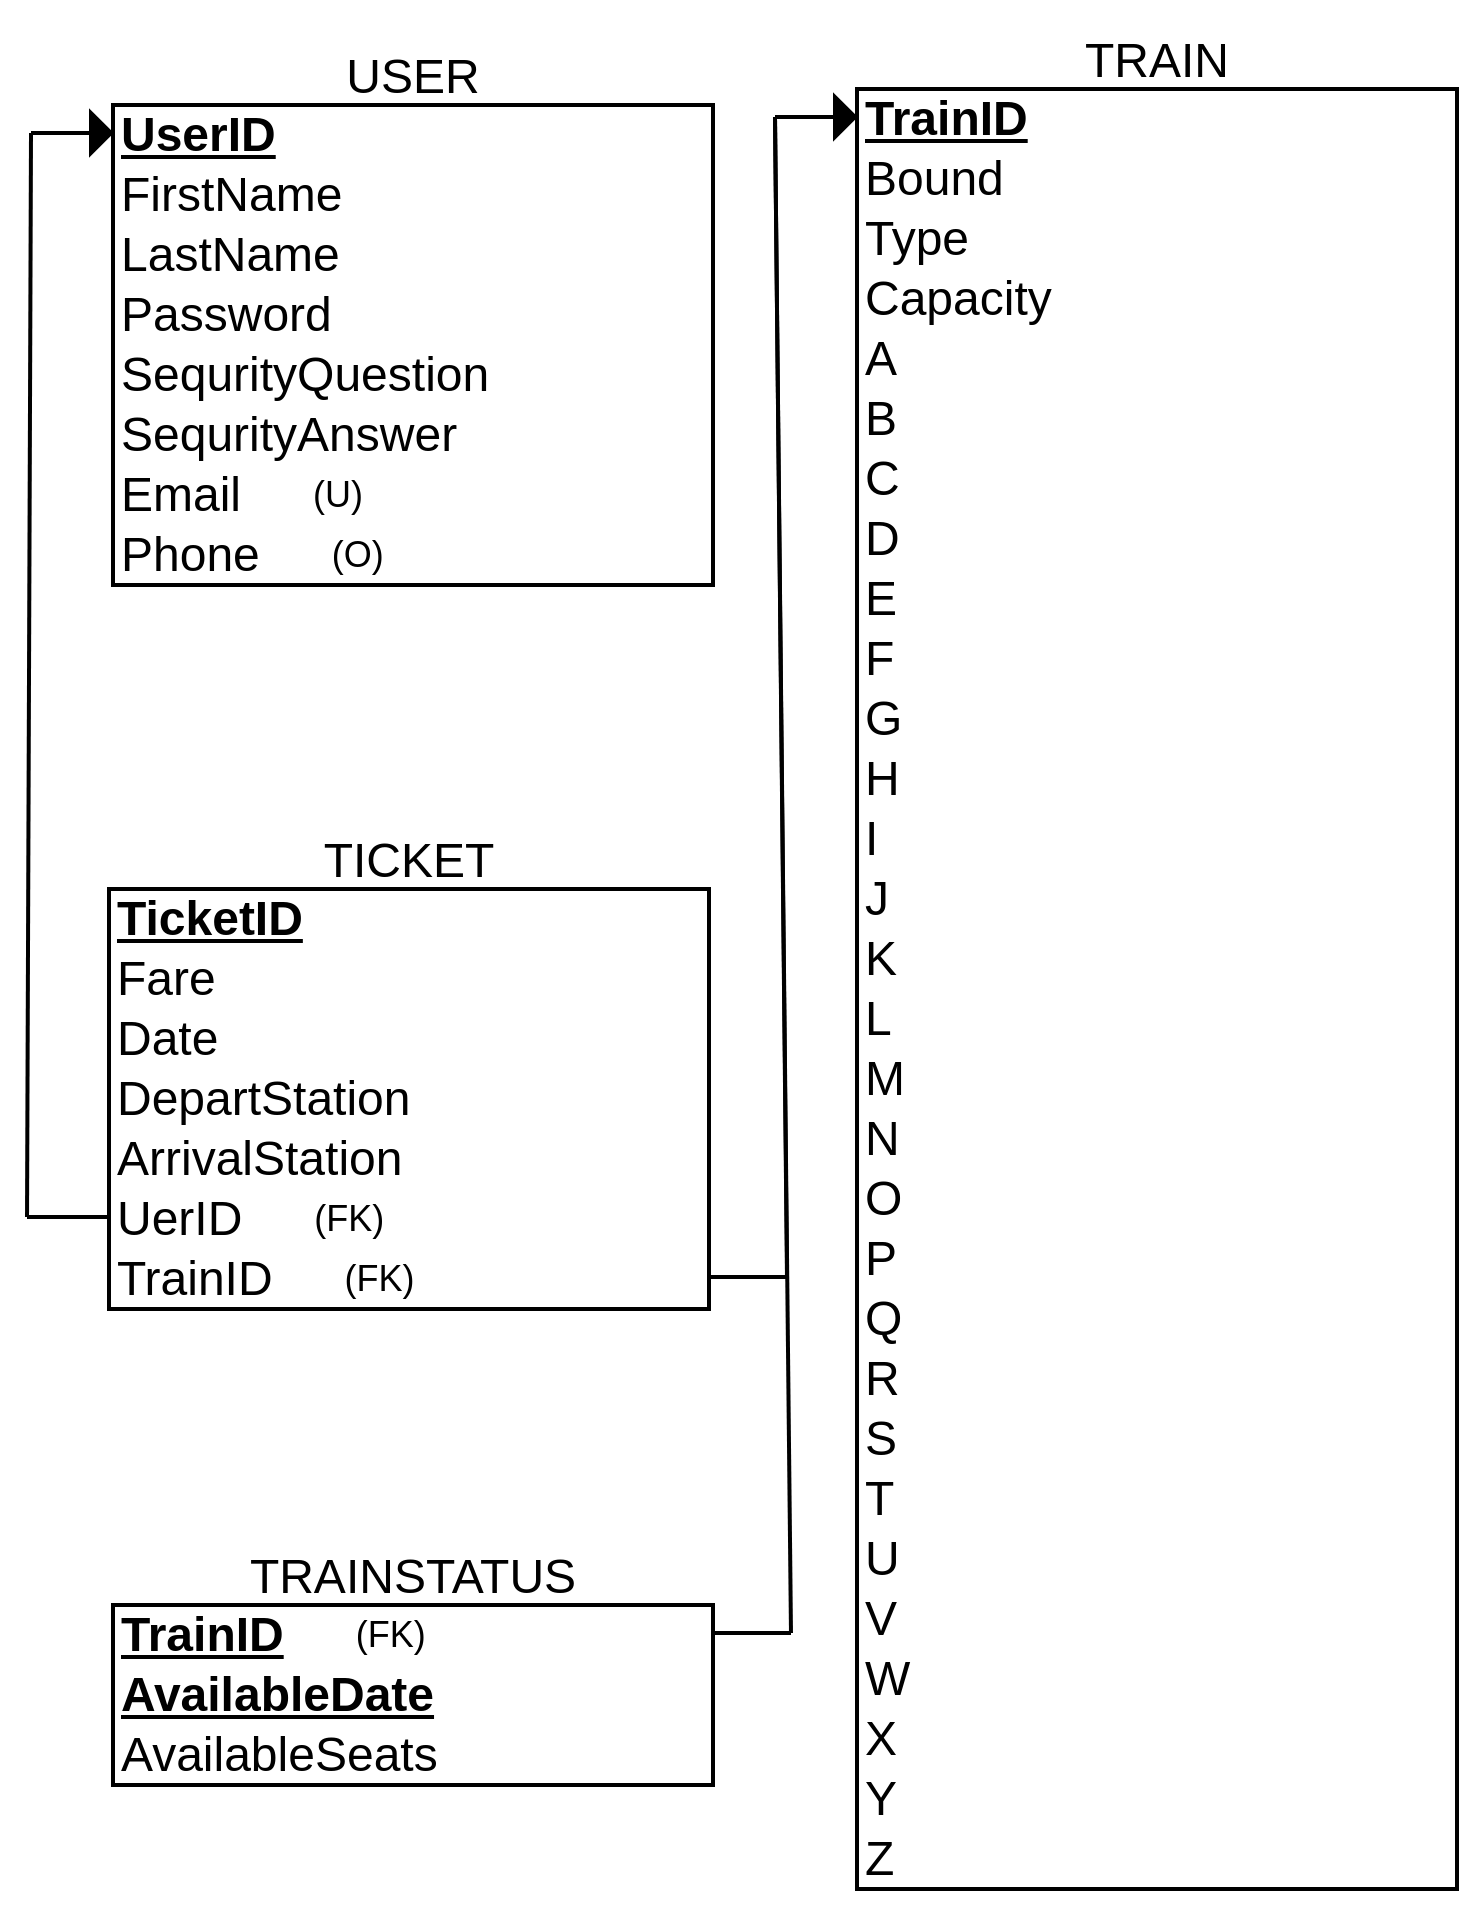 USER
UserID
FirstName
LastName
Password
SequrityQuestion
SequrityAnswer
Email (U)
Phone (O)
TICKET
TicketID
Fare
Date
DepartStation
ArrivalStation
UerID (FK)
TrainID (FK)
TRAINSTATUS
TrainID (FK)
AvailableDate
AvailableSeats
TRAIN
TrainID
Bound
Type
Capacity
A
B
C
D
E
F
G
H
I
J
K
L
M
N
O
P
Q
R
S
T
U
V
W
X
Y
Z